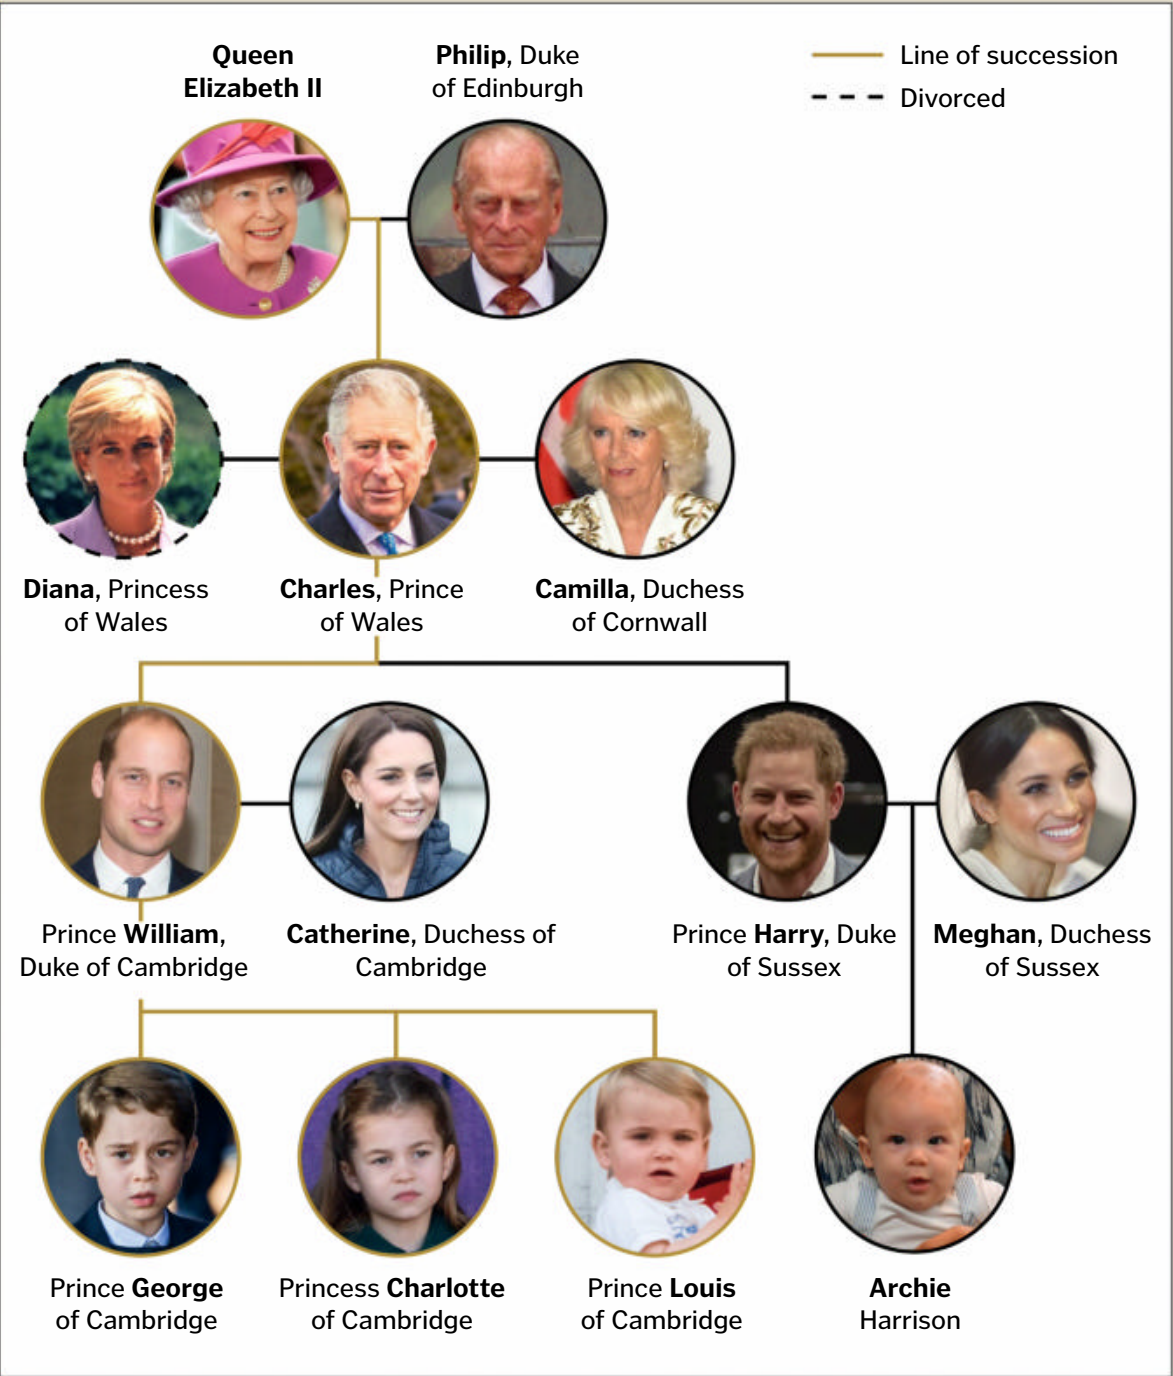 Queen
Elizabeth II
Philip, Duke
of Edinburgh
Line of succession
Divorced
Diana, Princess
of Wales
Charles, Prince
of Wales
Camilla, Duchess
of Cornwall
Prince William,
Duke of Cambridge
Catherine, Duchess of
Cambridge
Prince Harry, Duke
of Sussex
Meghan, Duchess
of Sussex
Prince George
of Cambridge
Princess Charlotte
of Cambridge
Prince Louis
of Cambridge
Archie
Harrison